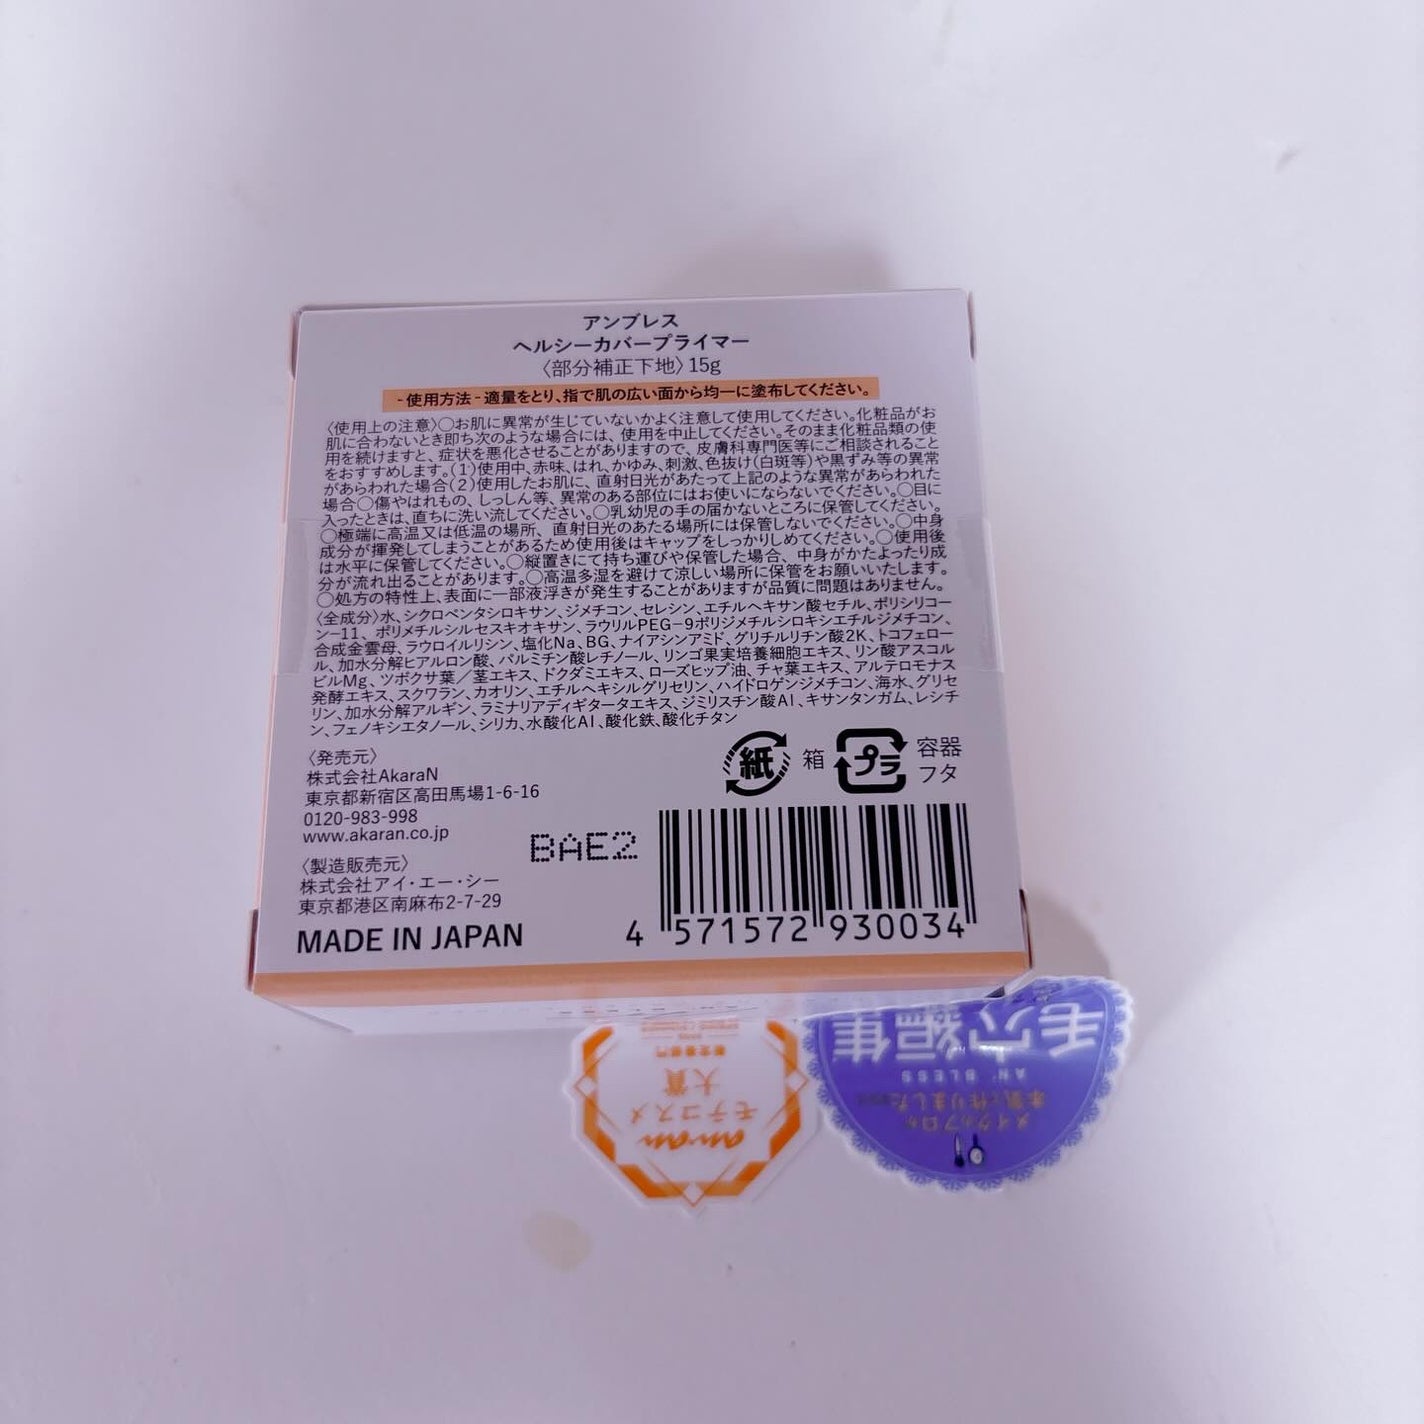 アンブレス
ヘルシーカバープライマー
〈部分補正下地〉15g
-使用方法-適量をとり、指で肌の広い面から均一に塗布してください。
〈使用上の注意〉○お肌に異常が生じていないかよく注意して使用してください。化粧品がお
肌に合わないとき即ち次のような場合には、使用を中止してください。そのまま化粧品類の使
用を続けますと、症状を悪化させることがありますので、皮膚科専門医等にご相談されること
をおすすめします。(1)使用中、赤味、はれ、かゆみ、刺激、色抜け(白斑等)や黒ずみ等の異常
があらわれた場合(2)使用したお肌に、直射日光があたって上記のような異常があらわれた
場合○傷やはれもの、しっしん等、異常のある部位にはお使いにならないでください。○目に
入ったときは、直ちに洗い流してください。○乳幼児の手の届かないところに保管してください。
○極端に高温又は低温の場所、直射日光のあたる場所には保管しないでください。○中身
成分が揮発してしまうことがあるため使用後はキャップをしっかりしめてください。○使用後
は水平に保管してください。○縦置きにて持ち運びや保管した場合、中身がかたよったり成
分が流れ出ることがあります。○高温多湿を避けて涼しい場所に保管をお願いいたします。
○処方の特性上、表面に一部液浮きが発生することがありますが品質に問題はありません。
〈全成分〉水、シクロペンタシロキサン、ジメチコン、セレシン、エチルヘキサン酸セチル、ポリシリコー
ン-11、ポリメチルシルセスキオキサン、ラウリルPEG-9ポリジメチルシロキシエチルジメチコン、
合成金雲母、ラウロイルリシン、塩化Na、BG、ナイアシンアミド、グリチルリチン酸2K、トコフェロー
ル、加水分解ヒアルロン酸、パルミチン酸レチノール、リンゴ果実培養細胞エキス、リン酸アスコル
ビルMg、ツボクサ葉/茎エキス、ドクダミエキス、ローズヒップ油、チャ葉エキス、アルテロモナス
発酵エキス、スクワラン、カオリン、エチルヘキシルグリセリン、ハイドロゲンジメチコン、海水、グリセ
リン、加水分解アルギン、ラミナリアディギタータエキス、ジミリスチン酸Al、キサンタンガム、レシチ
ン、フェノキシエタノール、シリカ、水酸化Al、酸化鉄、酸化チタン
〈発売元〉
株式会社AkaraN
東京都新宿区高田馬場1-6-16
0120-983-998
www.akaran.co.jp
紙 箱 プラ 容器
フタ
〈製造販売元〉
株式会社アイ・エー・シー
東京都港区南麻布2-7-29
MADE IN JAPAN
BAE2
4 571572 930034
anan
モテコスメ
大賞
メイクのプロが
本気で作りました
AN' BLESS
毛穴編集